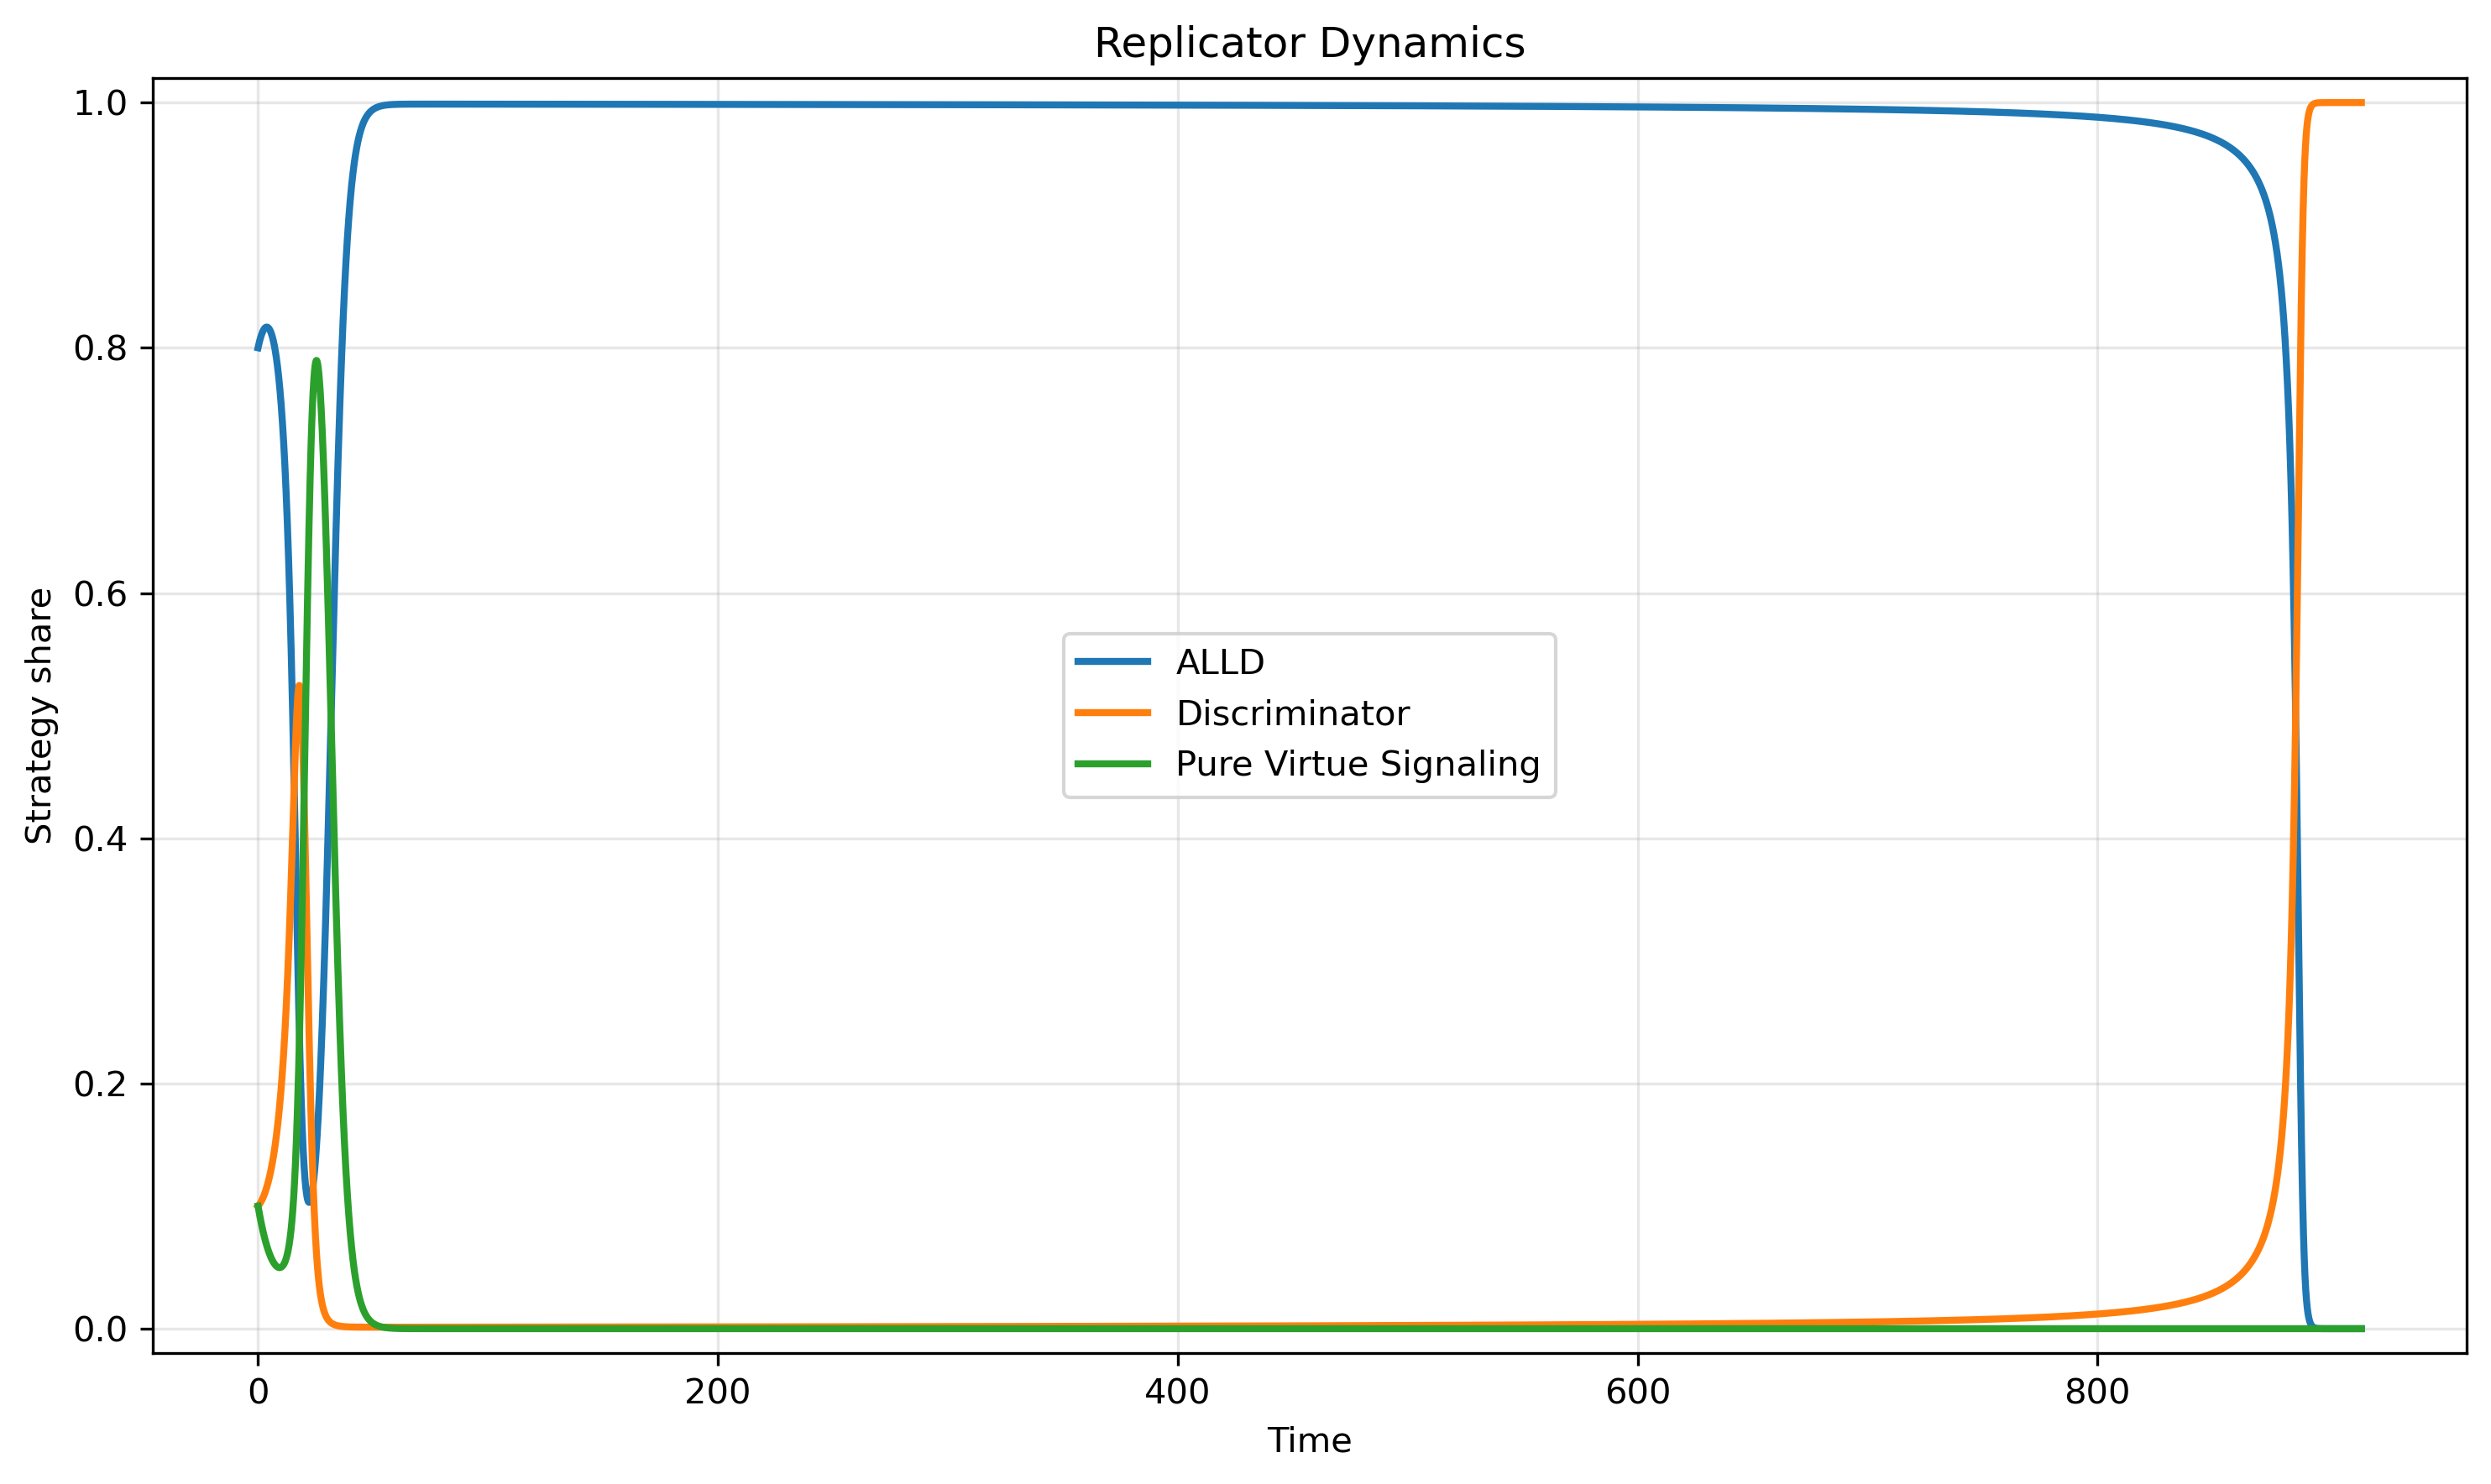 Replicator Dynamics
1.0
0.8
0.6
0.4
0.2
0.0
Strategy share
ALLD
Discriminator
Pure Virtue Signaling
0 200 400 600 800
Time